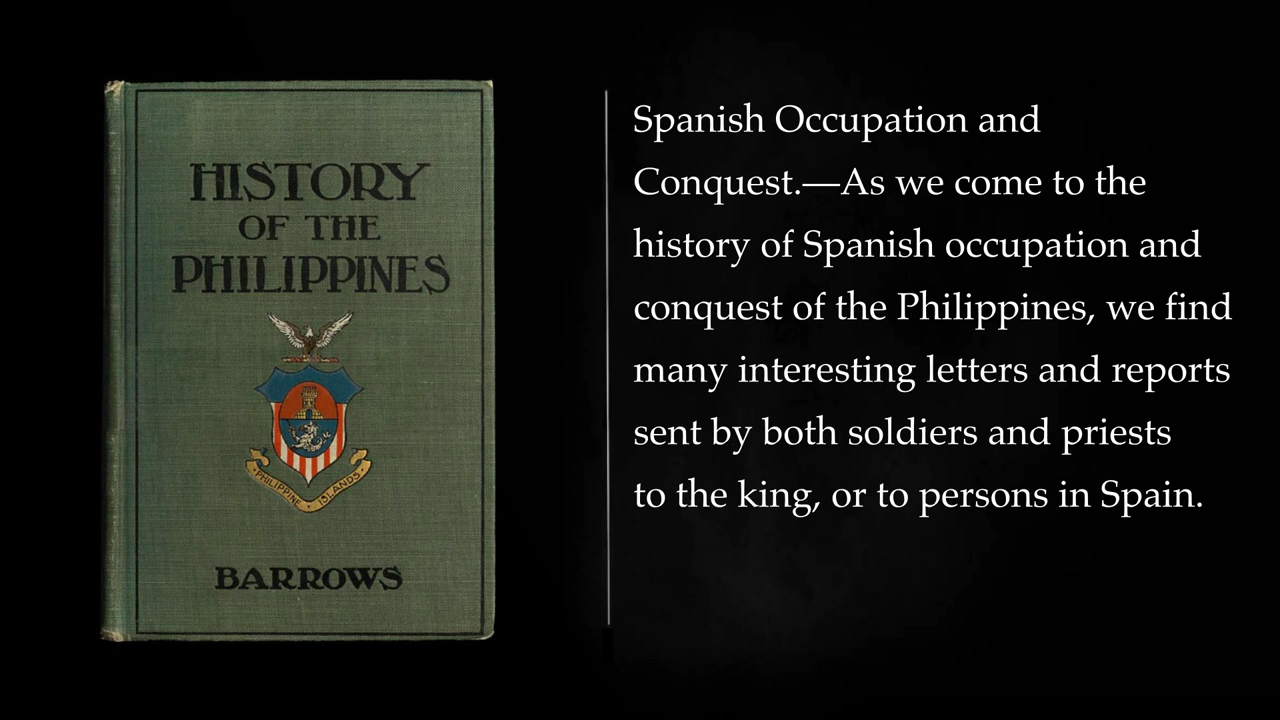 HISTORY
OF THE
PHILIPPINES
PHILIPPINE ISLANDS
BARROWS
Spanish Occupation and
Conquest.—As we come to the
history of Spanish occupation and
conquest of the Philippines, we find
many interesting letters and reports
sent by both soldiers and priests
to the king, or to persons in Spain.